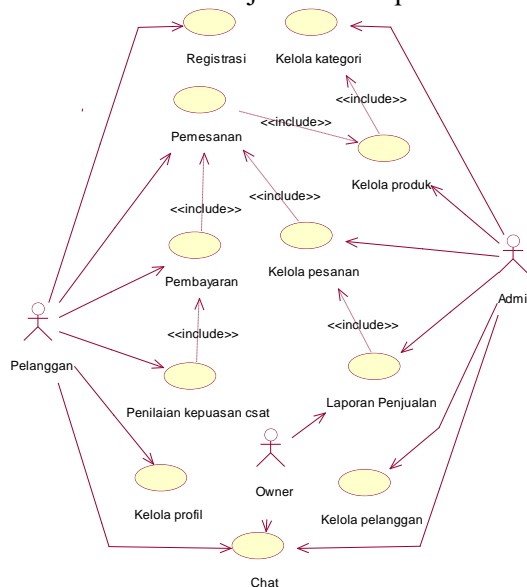 Registrasi
Kelola kategori
<<include>>
Pemesanan
<<include>>
Kelola produk
<<include>>
<<include>>
Pembayaran
Kelola pesanan
Admi
<<include>>
<<include>>
Pelanggan
Penilaian kepuasan csat
Laporan Penjualan
Owner
Kelola profil
Kelola pelanggan
Chat